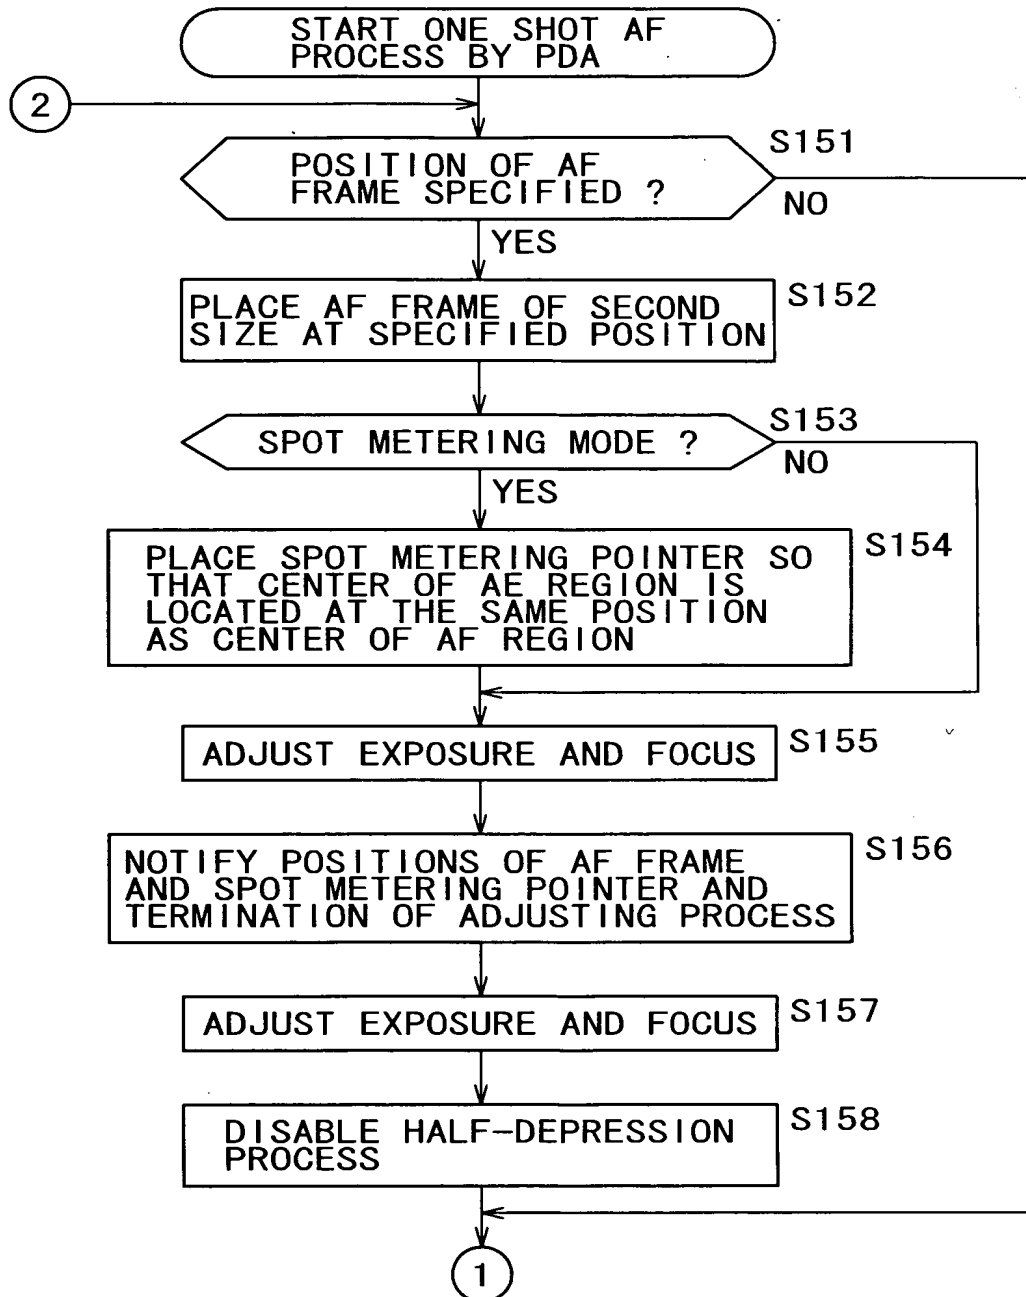 START ONE SHOT AF
PROCESS BY PDA
2
S151
POSITION OF AF
FRAME SPECIFIED ?
NO
YES
S152
PLACE AF FRAME OF SECOND
SIZE AT SPECIFIED POSITION
S153
SPOT METERING MODE ?
NO
YES
S154
PLACE SPOT METERING POINTER SO
THAT CENTER OF AE REGION IS
LOCATED AT THE SAME POSITION
AS CENTER OF AF REGION
S155
ADJUST EXPOSURE AND FOCUS
S156
NOTIFY POSITIONS OF AF FRAME
AND SPOT METERING POINTER AND
TERMINATION OF ADJUSTING PROCESS
S157
ADJUST EXPOSURE AND FOCUS
S158
DISABLE HALF-DEPRESSION
PROCESS
1